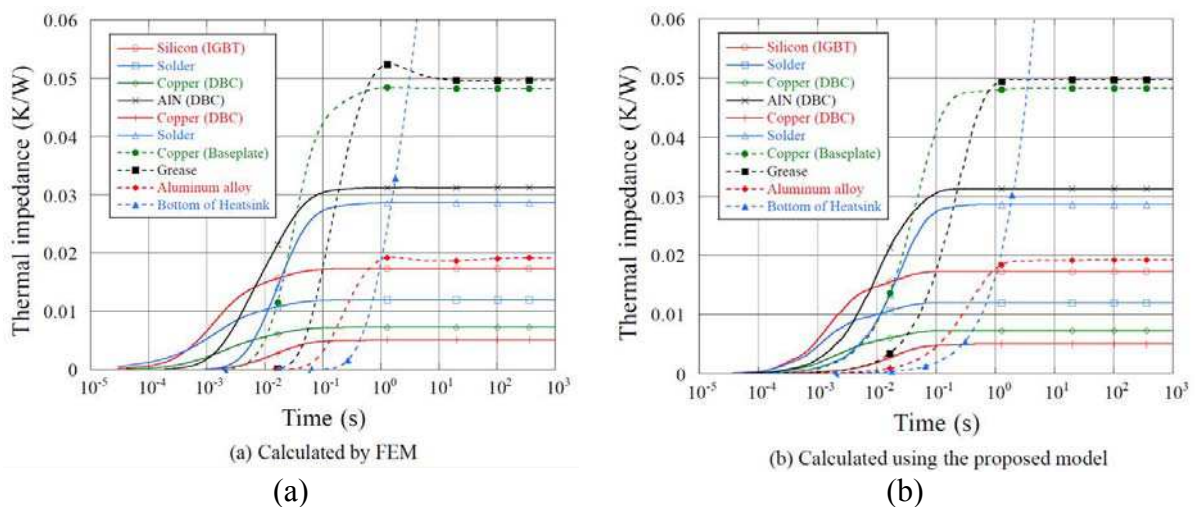 0.06
0.05
0.04
0.03
0.02
0.01
0
Thermal impedance (K/W)
Silicon (IGBT)
Solder
Copper (DBC)
AlN (DBC)
Copper (DBC)
Solder
Copper (Baseplate)
Grease
Aluminum alloy
Bottom of Heatsink
10⁻⁵ 10⁻⁴ 10⁻³ 10⁻² 10⁻¹ 10⁰ 10¹ 10² 10³
Time (s)
(a) Calculated by FEM
(a)
0.06
0.05
0.04
0.03
0.02
0.01
0
Thermal impedance (K/W)
Silicon (IGBT)
Solder
Copper (DBC)
AlN (DBC)
Copper (DBC)
Solder
Copper (Baseplate)
Grease
Aluminum alloy
Bottom of Heatsink
10⁻⁵ 10⁻⁴ 10⁻³ 10⁻² 10⁻¹ 10⁰ 10¹ 10² 10³
Time (s)
(b) Calculated using the proposed model
(b)